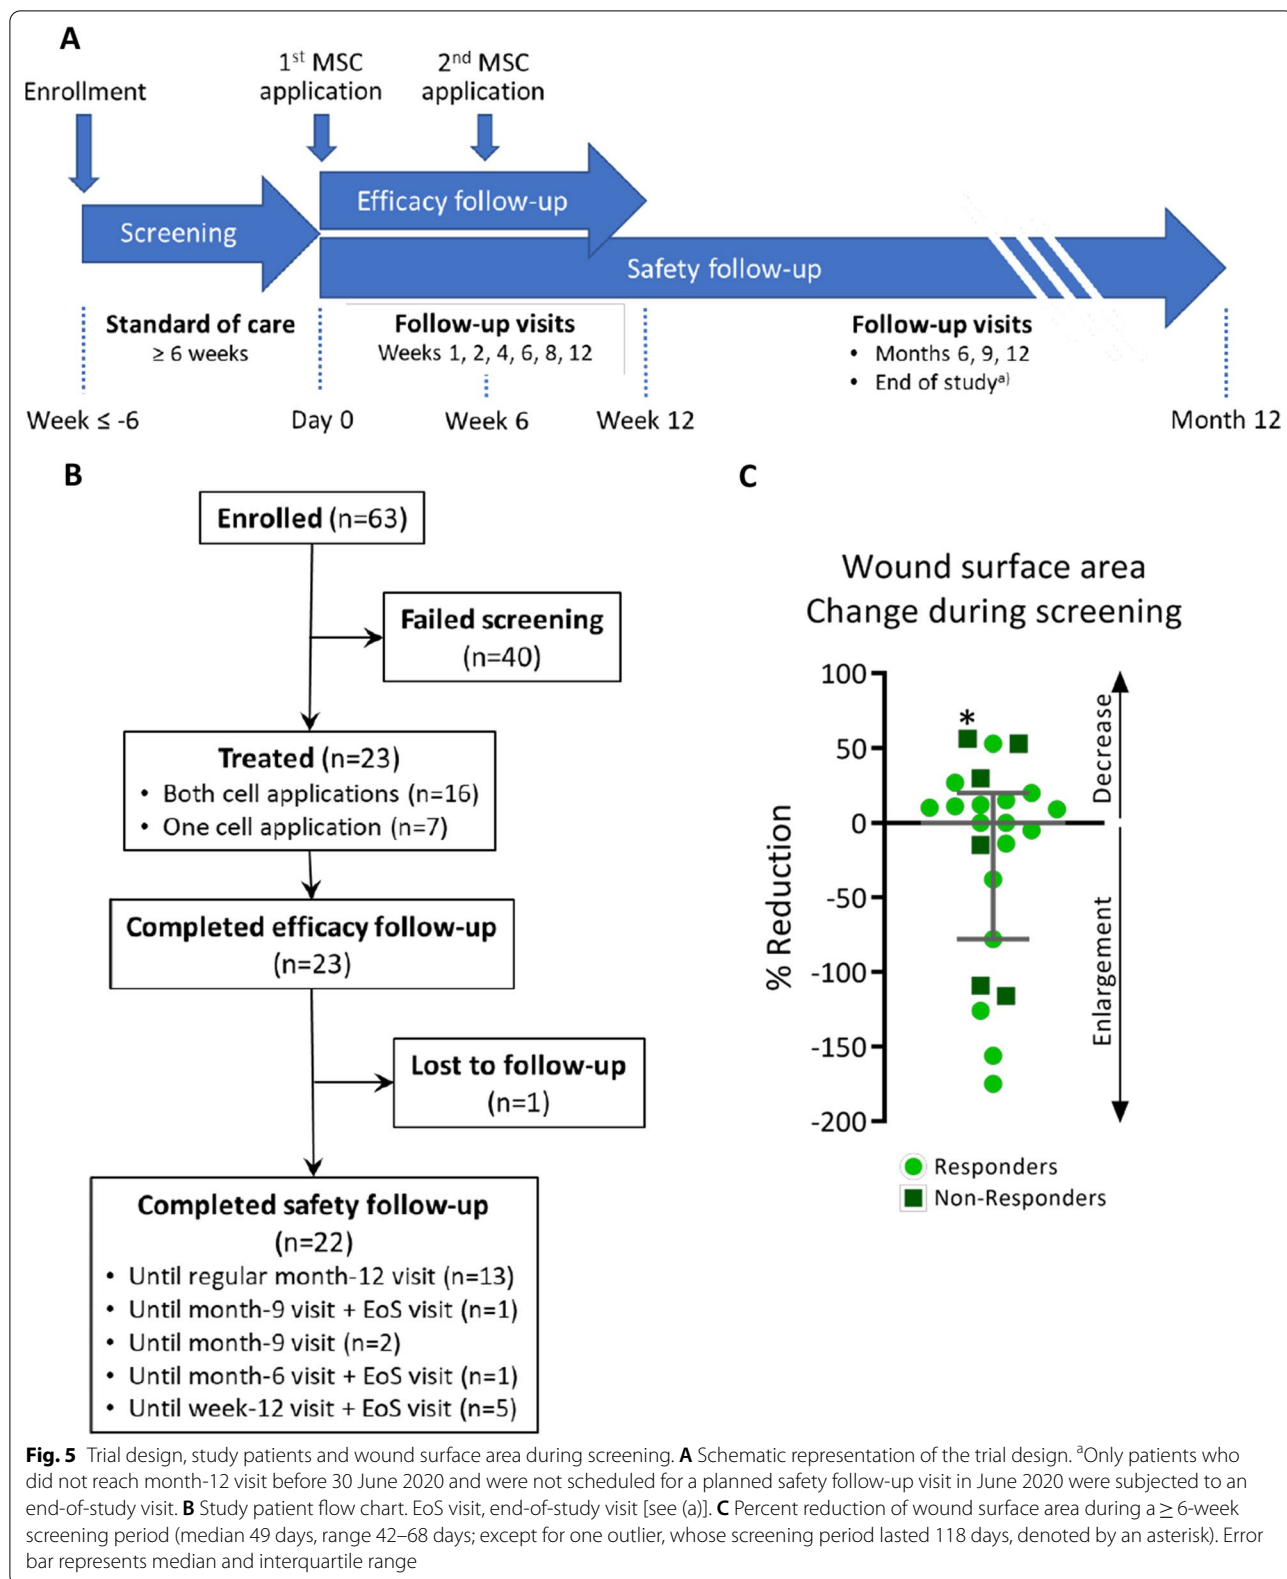 A
Enrollment
1st MSC
application
2nd MSC
application
Screening
Efficacy follow-up
Safety follow-up
Standard of care
≥ 6 weeks
Follow-up visits
Weeks 1, 2, 4, 6, 8, 12
Follow-up visits
• Months 6, 9, 12
• End of studya)
Week ≤ -6
Day 0
Week 6
Week 12
Month 12
B
Enrolled (n=63)
Failed screening
(n=40)
Treated (n=23)
• Both cell applications (n=16)
• One cell application (n=7)
Completed efficacy follow-up
(n=23)
Lost to follow-up
(n=1)
Completed safety follow-up
(n=22)
• Until regular month-12 visit (n=13)
• Until month-9 visit + EoS visit (n=1)
• Until month-9 visit (n=2)
• Until month-6 visit + EoS visit (n=1)
• Until week-12 visit + EoS visit (n=5)
C
Wound surface area
Change during screening
% Reduction
100
50
0
-50
-100
-150
-200
*
Decrease
Enlargement
Responders
Non-Responders
Fig. 5 Trial design, study patients and wound surface area during screening. A Schematic representation of the trial design. aOnly patients who
did not reach month-12 visit before 30 June 2020 and were not scheduled for a planned safety follow-up visit in June 2020 were subjected to an
end-of-study visit. B Study patient flow chart. EoS visit, end-of-study visit [see (a)]. C Percent reduction of wound surface area during a ≥ 6-week
screening period (median 49 days, range 42–68 days; except for one outlier, whose screening period lasted 118 days, denoted by an asterisk). Error
bar represents median and interquartile range